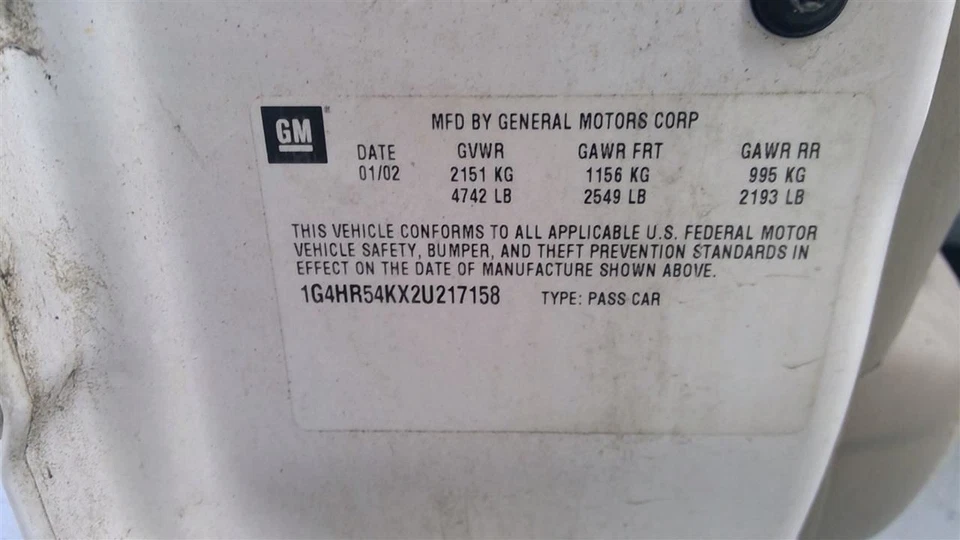 GM
MFD BY GENERAL MOTORS CORP
DATE GVWR GAWR FRT GAWR RR
01/02 2151 KG 1156 KG 995 KG
4742 LB 2549 LB 2193 LB
THIS VEHICLE CONFORMS TO ALL APPLICABLE U.S. FEDERAL MOTOR
VEHICLE SAFETY, BUMPER, AND THEFT PREVENTION STANDARDS IN
EFFECT ON THE DATE OF MANUFACTURE SHOWN ABOVE.
1G4HR54KX2U217158 TYPE: PASS CAR